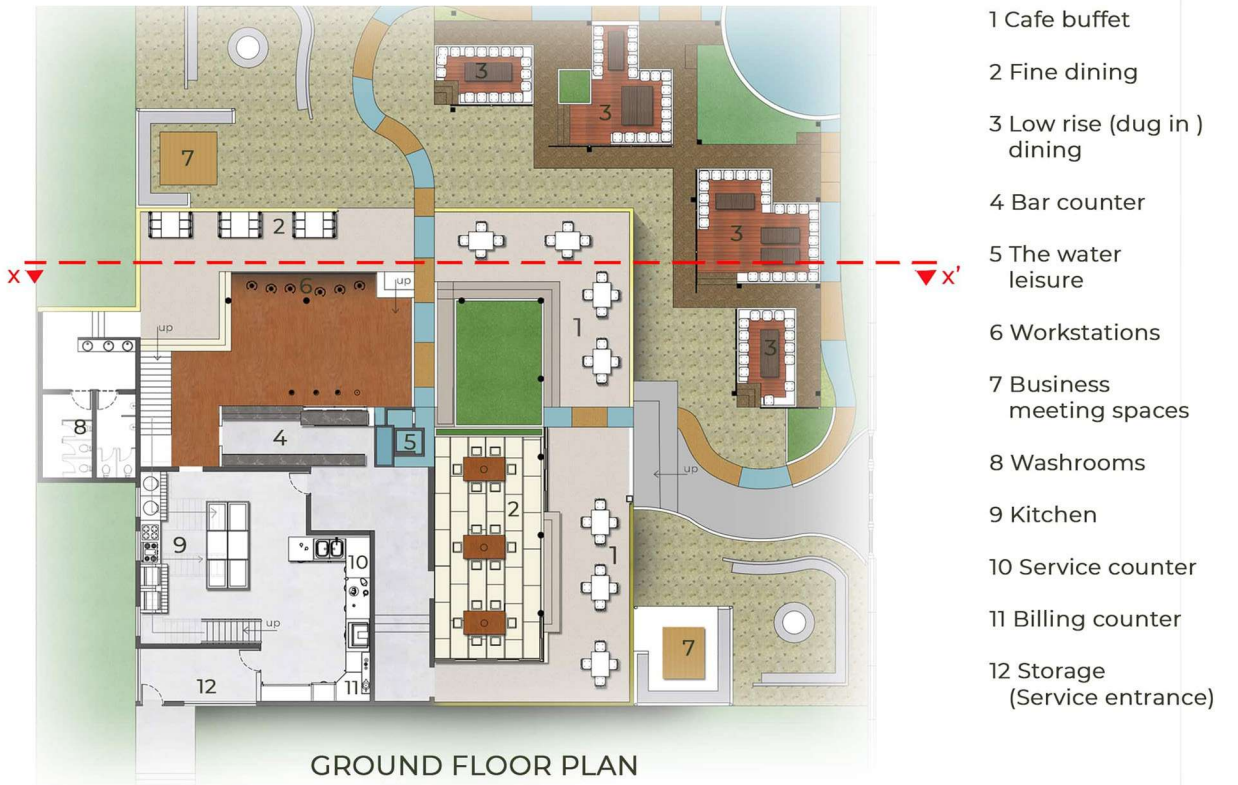 1 Cafe buffet
2 Fine dining
3 Low rise (dug in )
dining
4 Bar counter
5 The water
leisure
6 Workstations
7 Business
meeting spaces
8 Washrooms
9 Kitchen
10 Service counter
11 Billing counter
12 Storage
(Service entrance)
3
3
7
2
3
x
x'
6
up
1
up
3
8
4
5
up
2
9
1
10
up
7
12
11
GROUND FLOOR PLAN